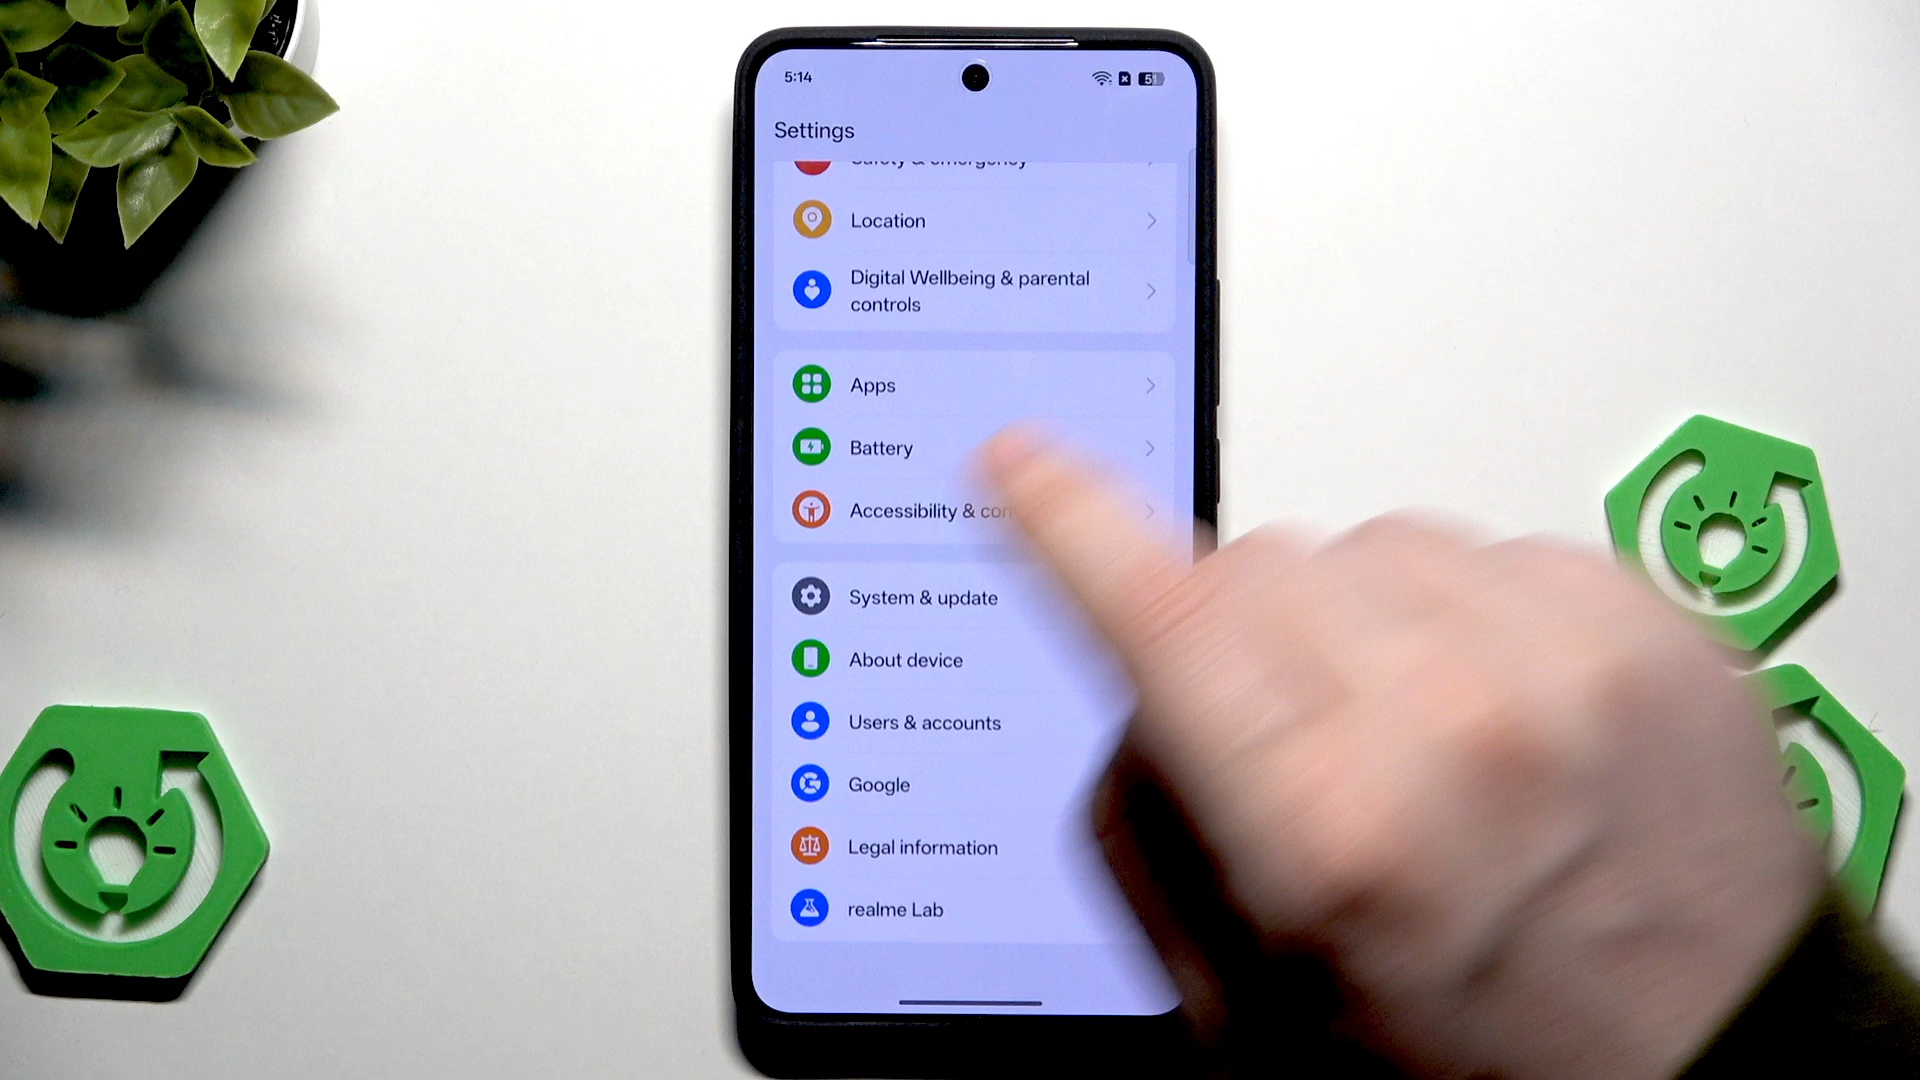 5:14
51
Settings
Safety & emergency
Location
Digital Wellbeing & parental
controls
Apps
Battery
Accessibility &
System & update
About device
Users & accounts
Google
Legal information
realme Lab